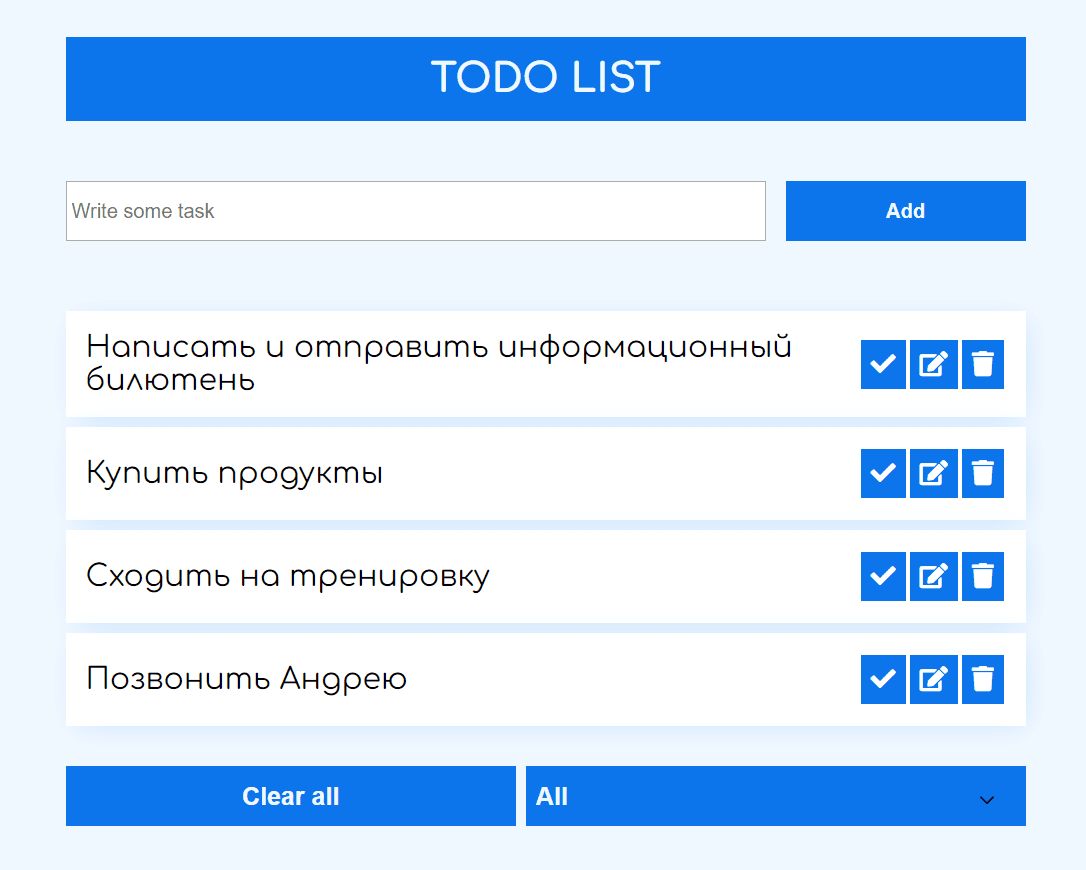 TODO LIST
Write some task
Add
Написать и отправить информационный
билютень
Купить продукты
Сходить на тренировку
Позвонить Андрею
Clear all
All